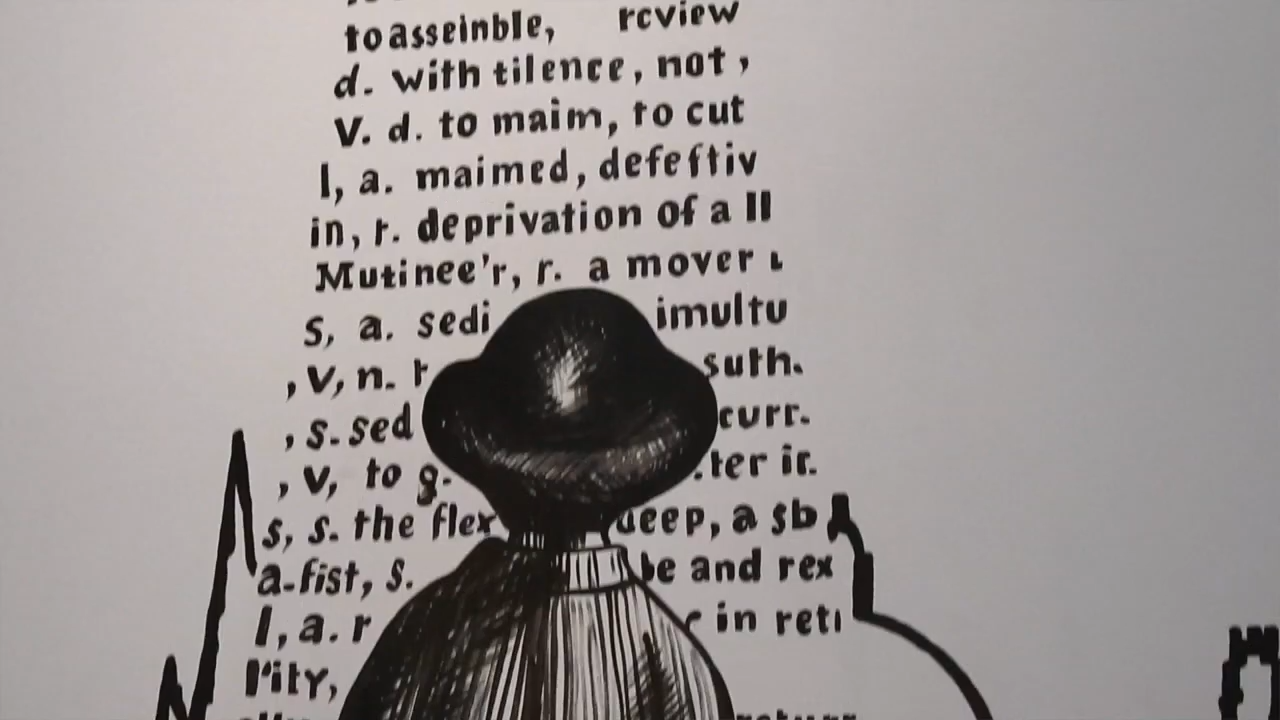 toasseinble, rcview
d. with tilence, not,
V. d. to maim, to cut
l, a. maimed, defeftiv
in, r. deprivation of a ll
Mutinee'r, r. a mover
s, a. sedi imultu
, v, n. t suth.
, s. sed curr.
, v, to g. .ter ir.
s, s. the flex deep, a sb
a-fist, s. be and rex
l, a. r r in reti
rity,